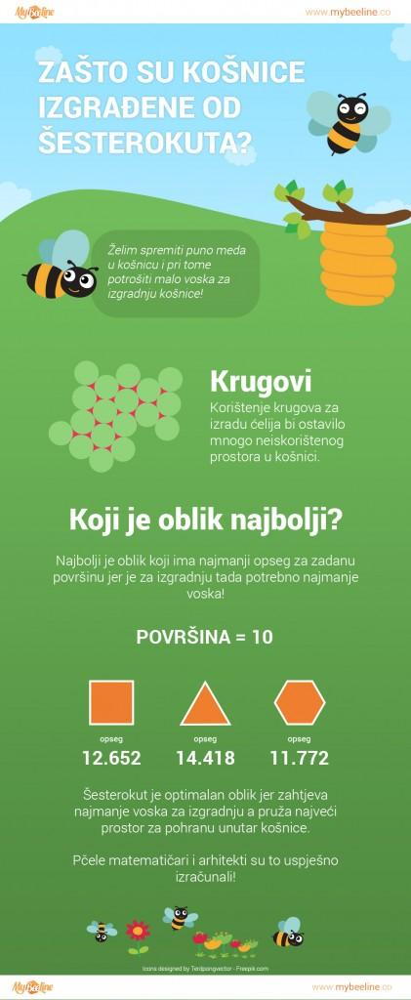 MyBeeline
www.mybeeline.co
ZAŠTO SU KOŠNICE
IZGRAĐENE OD
ŠESTEROKUTA?
Želim spremiti puno meda
u košnicu i pri tome
potrošiti malo voska za
izgradnju košnice!
Krugovi
Korištenje krugova za
izradu ćelija bi ostavilo
mnogo neiskorištenog
prostora u košnici.
Koji je oblik najbolji?
Najbolji je oblik koji ima najmanji opseg za zadanu
površinu jer je za izgradnju tada potrebno najmanje
voska!
POVRŠINA = 10
opseg
12.652
opseg
14.418
opseg
11.772
Šesterokut je optimalan oblik jer zahtjeva
najmanje voska za izgradnju a pruža najveći
prostor za pohranu unutar košnice.
Pčele matematičari i arhitekti su to uspješno
izračunali!
Icons designed by Terdpongvector - Freepik.com
MyBeeline
www.mybeeline.co